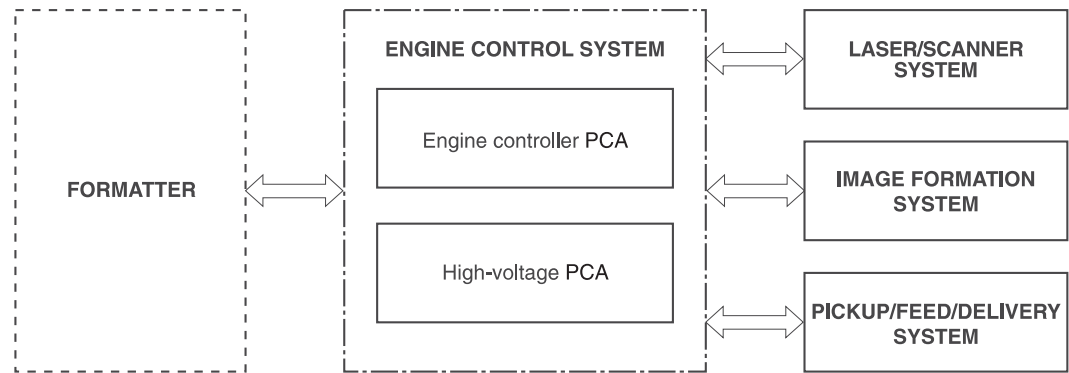 FORMATTER
ENGINE CONTROL SYSTEM
Engine controller PCA
High-voltage PCA
LASER/SCANNER
SYSTEM
IMAGE FORMATION
SYSTEM
PICKUP/FEED/DELIVERY
SYSTEM